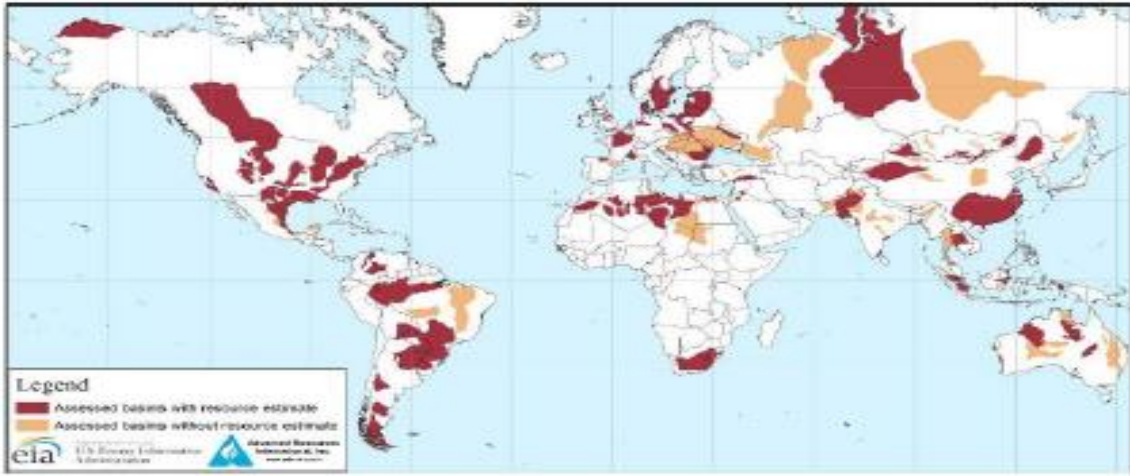 Legend
Assessed basins with resource estimate
Assessed basins without resource estimate
eia
U.S. Energy Information
Administration
Advanced Resources
International, Inc.